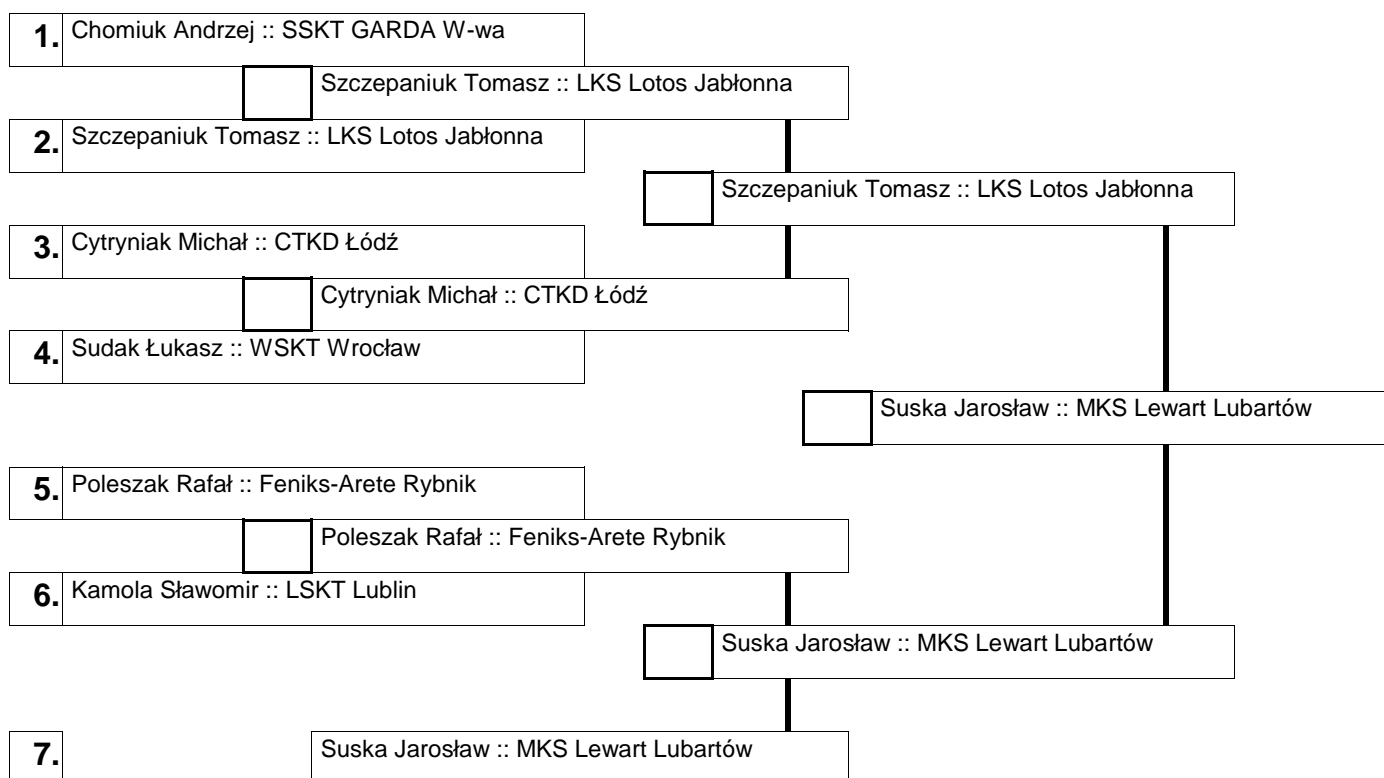 1. Chomiuk Andrzej :: SSKT GARDA W-wa
Szczepaniuk Tomasz :: LKS Lotos Jabłonna
2. Szczepaniuk Tomasz :: LKS Lotos Jabłonna
Szczepaniuk Tomasz :: LKS Lotos Jabłonna
3. Cytryniak Michał :: CTKD Łódź
Cytryniak Michał :: CTKD Łódź
4. Sudak Łukasz :: WSKT Wrocław
Suska Jarosław :: MKS Lewart Lubartów
5. Poleszak Rafał :: Feniks-Arete Rybnik
Poleszak Rafał :: Feniks-Arete Rybnik
6. Kamola Sławomir :: LSKT Lublin
Suska Jarosław :: MKS Lewart Lubartów
7. Suska Jarosław :: MKS Lewart Lubartów